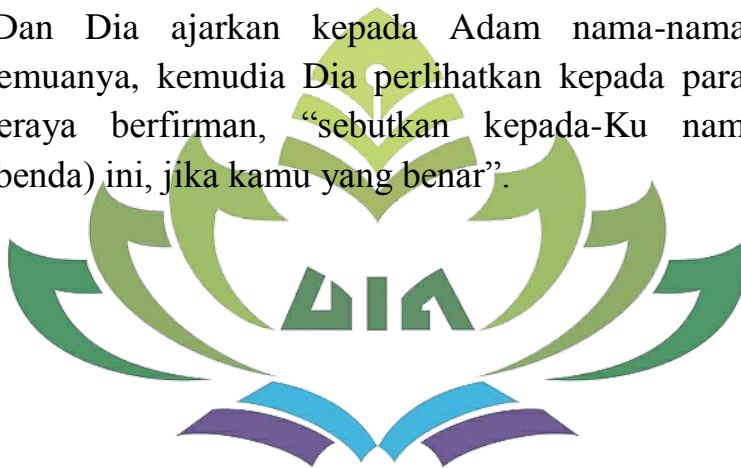 Dan Dia ajarkan kepada Adam nama-nama
emuanya, kemudia Dia perlihatkan kepada para
eraya berfirman, “sebutkan kepada-Ku nam
benda) ini, jika kamu yang benar”.
UIN